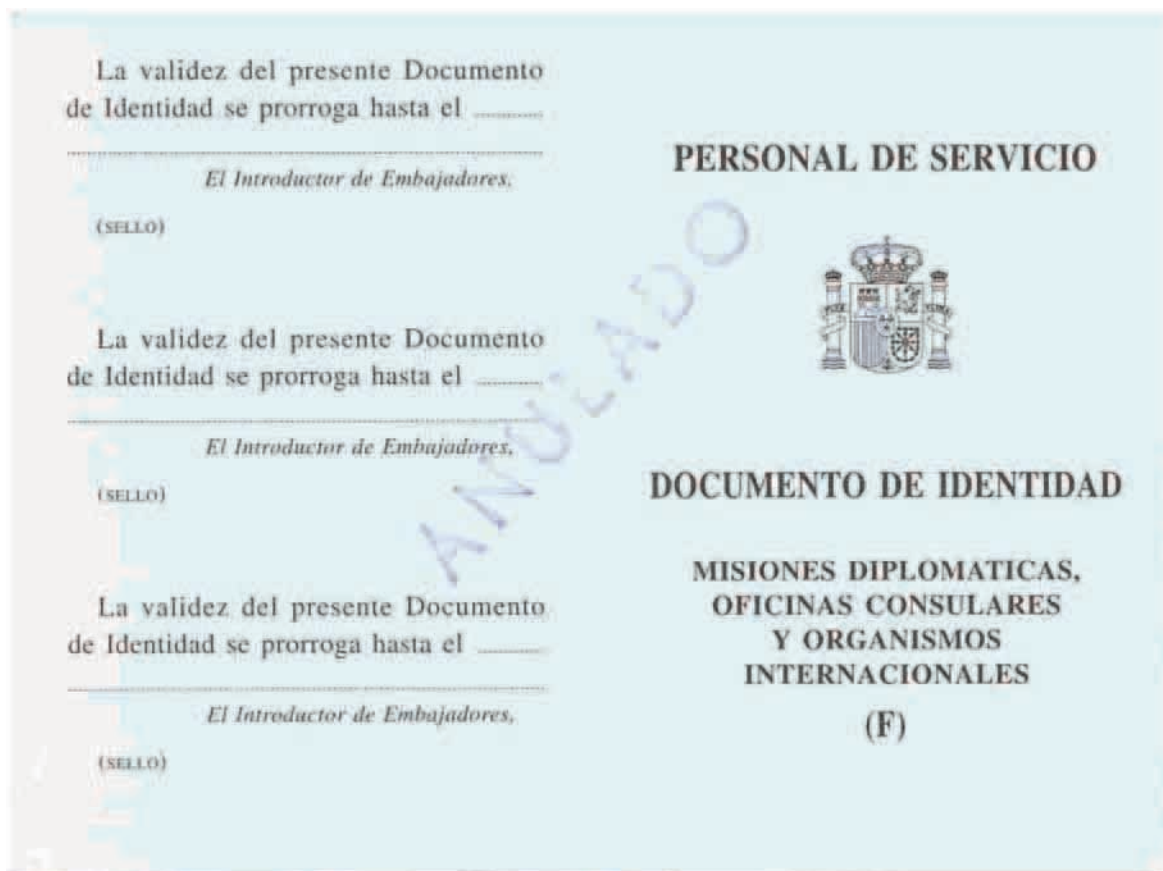 La validez del presente Documento
de Identidad se prorroga hasta el ..........
El Introductor de Embajadores,
(SELLO)
La validez del presente Documento
de Identidad se prorroga hasta el ..........
El Introductor de Embajadores,
(SELLO)
La validez del presente Documento
de Identidad se prorroga hasta el ..........
El Introductor de Embajadores,
(SELLO)
ANULADO
PERSONAL DE SERVICIO
DOCUMENTO DE IDENTIDAD
MISIONES DIPLOMATICAS,
OFICINAS CONSULARES
Y ORGANISMOS
INTERNACIONALES
(F)